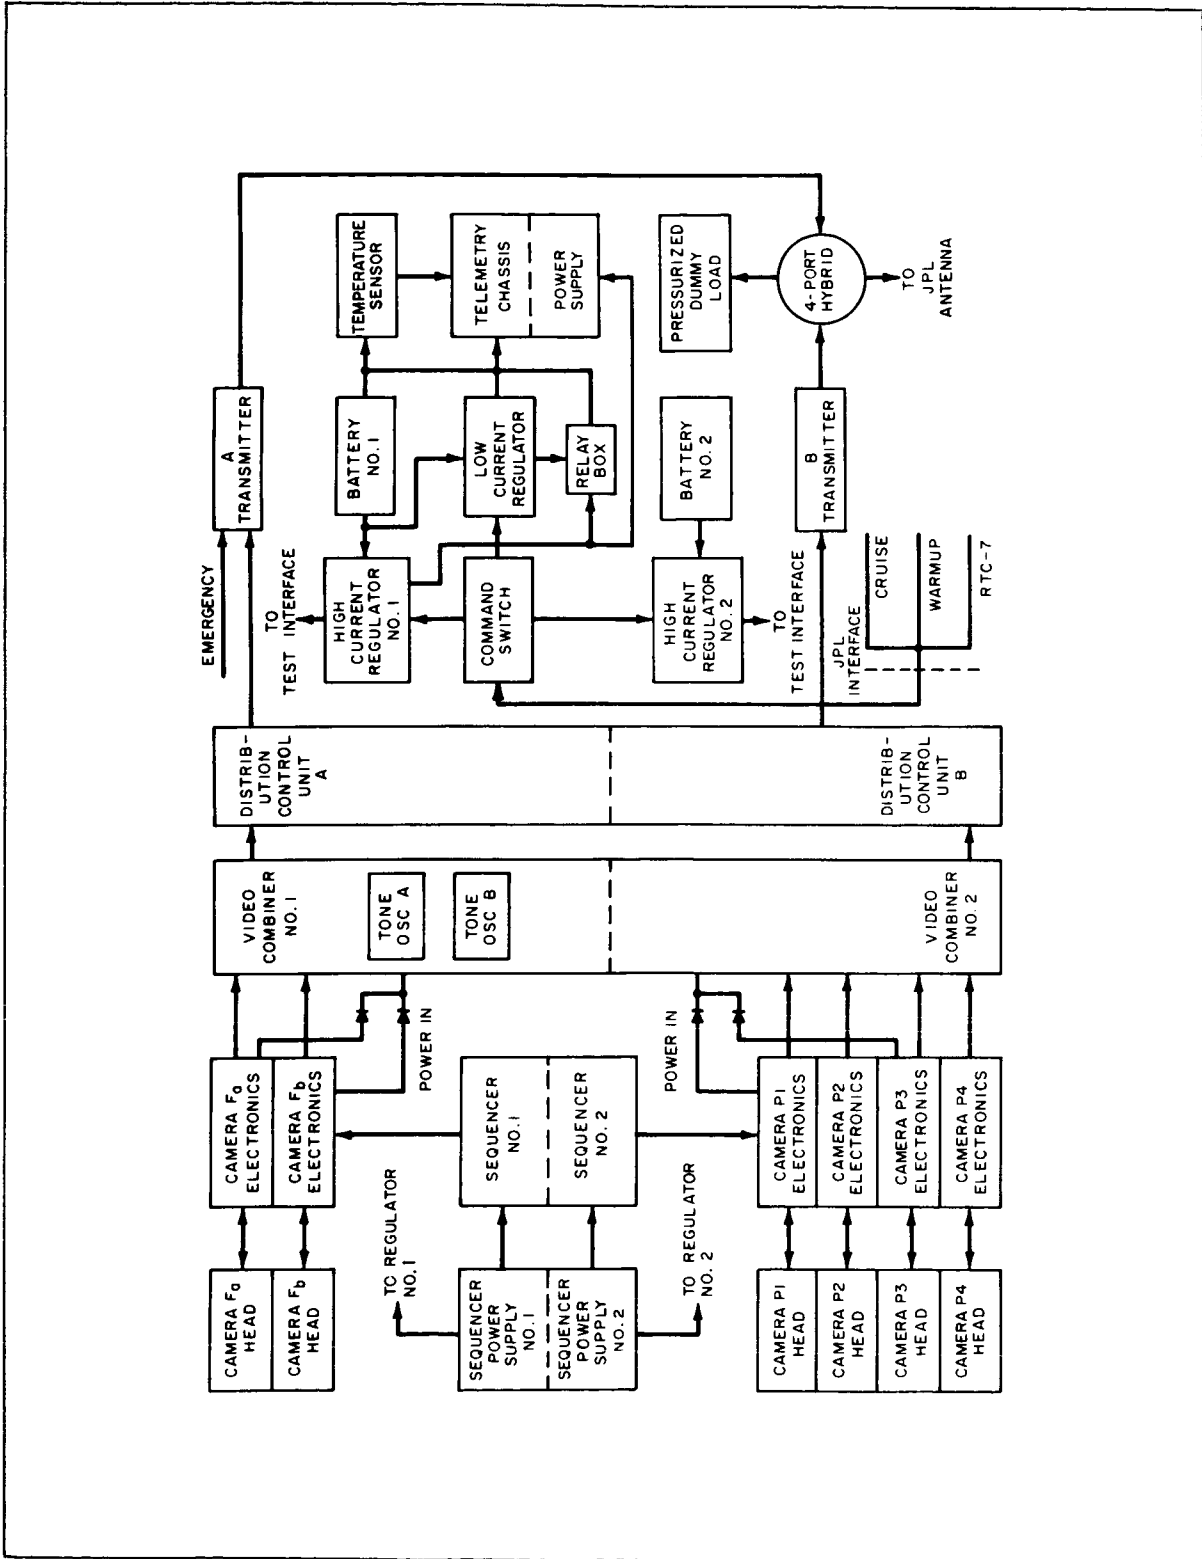 CAMERA Fa
HEAD
CAMERA Fb
HEAD
CAMERA Fa
ELECTRONICS
CAMERA Fb
ELECTRONICS
TO REGULATOR
NO. 1
SEQUENCER
POWER
SUPPLY
NO. 1
SEQUENCER
POWER
SUPPLY
NO. 2
SEQUENCER
NO. 1
SEQUENCER
NO. 2
TO REGULATOR
NO. 2
POWER IN
POWER IN
CAMERA P1
HEAD
CAMERA P2
HEAD
CAMERA P3
HEAD
CAMERA P4
HEAD
CAMERA P1
ELECTRONICS
CAMERA P2
ELECTRONICS
CAMERA P3
ELECTRONICS
CAMERA P4
ELECTRONICS
VIDEO
COMBINER
NO. 1
TONE
OSC A
TONE
OSC B
VIDEO
COMBINER
NO. 2
DISTRIB-
UTION
CONTROL
UNIT
A
DISTRIB-
UTION
CONTROL
UNIT
B
EMERGENCY
A
TRANSMITTER
TO
TEST INTERFACE
HIGH
CURRENT
REGULATOR
NO. 1
BATTERY
NO. 1
TEMPERATURE
SENSOR
COMMAND
SWITCH
LOW
CURRENT
REGULATOR
TELEMETRY
CHASSIS
POWER
SUPPLY
RELAY
BOX
HIGH
CURRENT
REGULATOR
NO. 2
BATTERY
NO. 2
PRESSURIZED
DUMMY
LOAD
TO
TEST INTERFACE
B
TRANSMITTER
4-PORT
HYBRID
TO
JPL
ANTENNA
JPL
INTERFACE
CRUISE
WARMUP
RTC-7